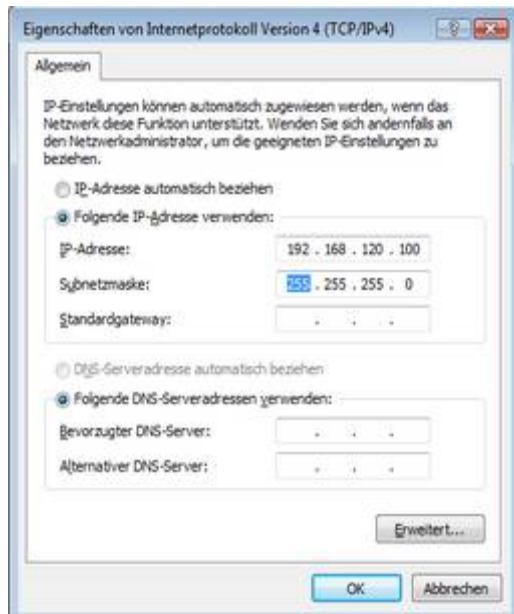 Eigenschaften von Internetprotokoll Version 4 (TCP/IPv4)
Allgemein
IP-Einstellungen können automatisch zugewiesen werden, wenn das
Netzwerk diese Funktion unterstützt. Wenden Sie sich andernfalls an
den Netzwerkadministrator, um die geeigneten IP-Einstellungen zu
beziehen.
IP-Adresse automatisch beziehen
Folgende IP-Adresse verwenden:
IP-Adresse: 192 . 168 . 120 . 100
Subnetzmaske: 255 . 255 . 255 . 0
Standardgateway: . . .
DNS-Serveradresse automatisch beziehen
Folgende DNS-Serveradressen verwenden:
Bevorzugter DNS-Server: . . .
Alternativer DNS-Server: . . .
Erweitert...
OK Abbrechen